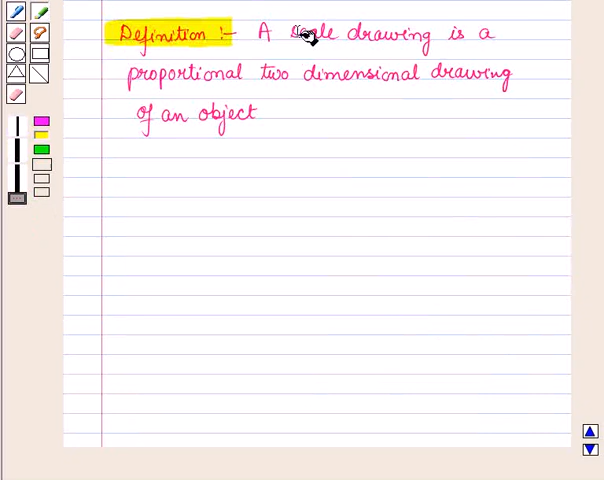 Definition :- A scale drawing is a
proportional two dimensional drawing
of an object